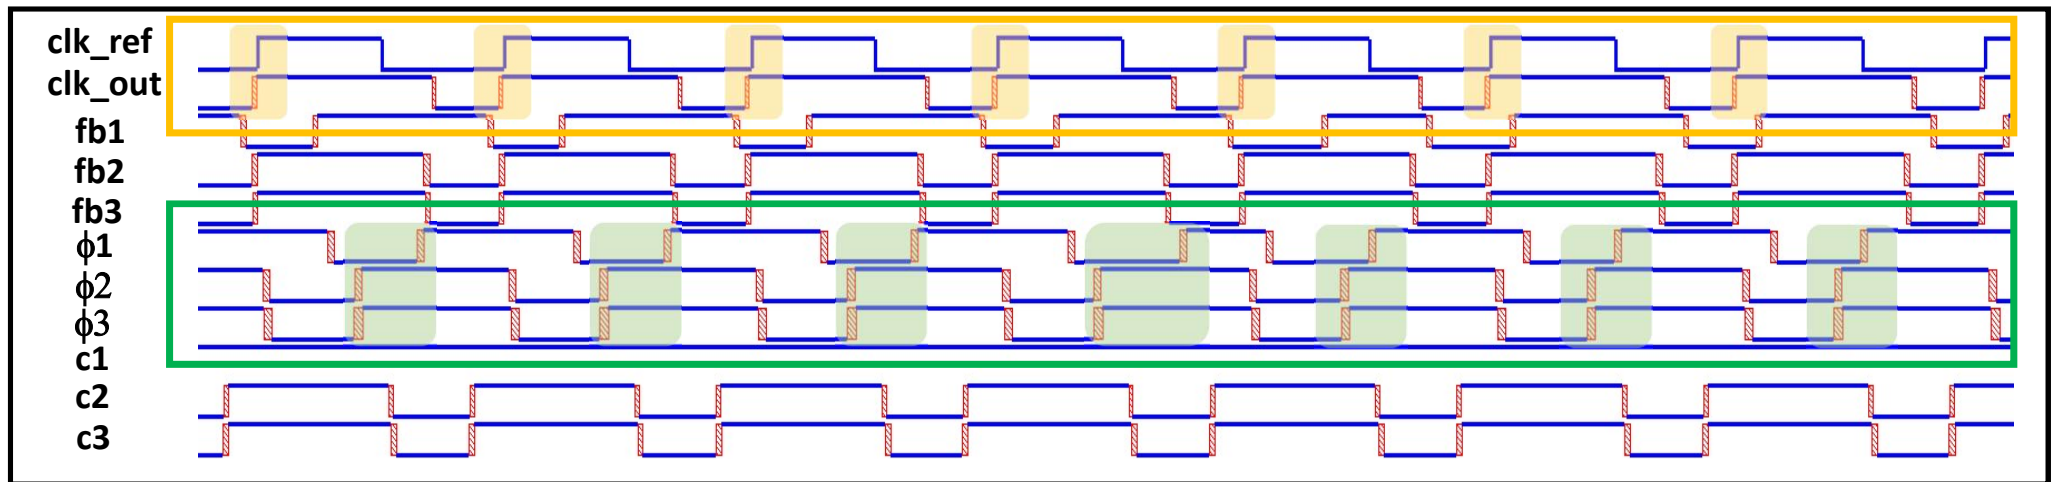 clk_ref
clk_out
fb1
fb2
fb3
ϕ1
ϕ2
ϕ3
c1
c2
c3